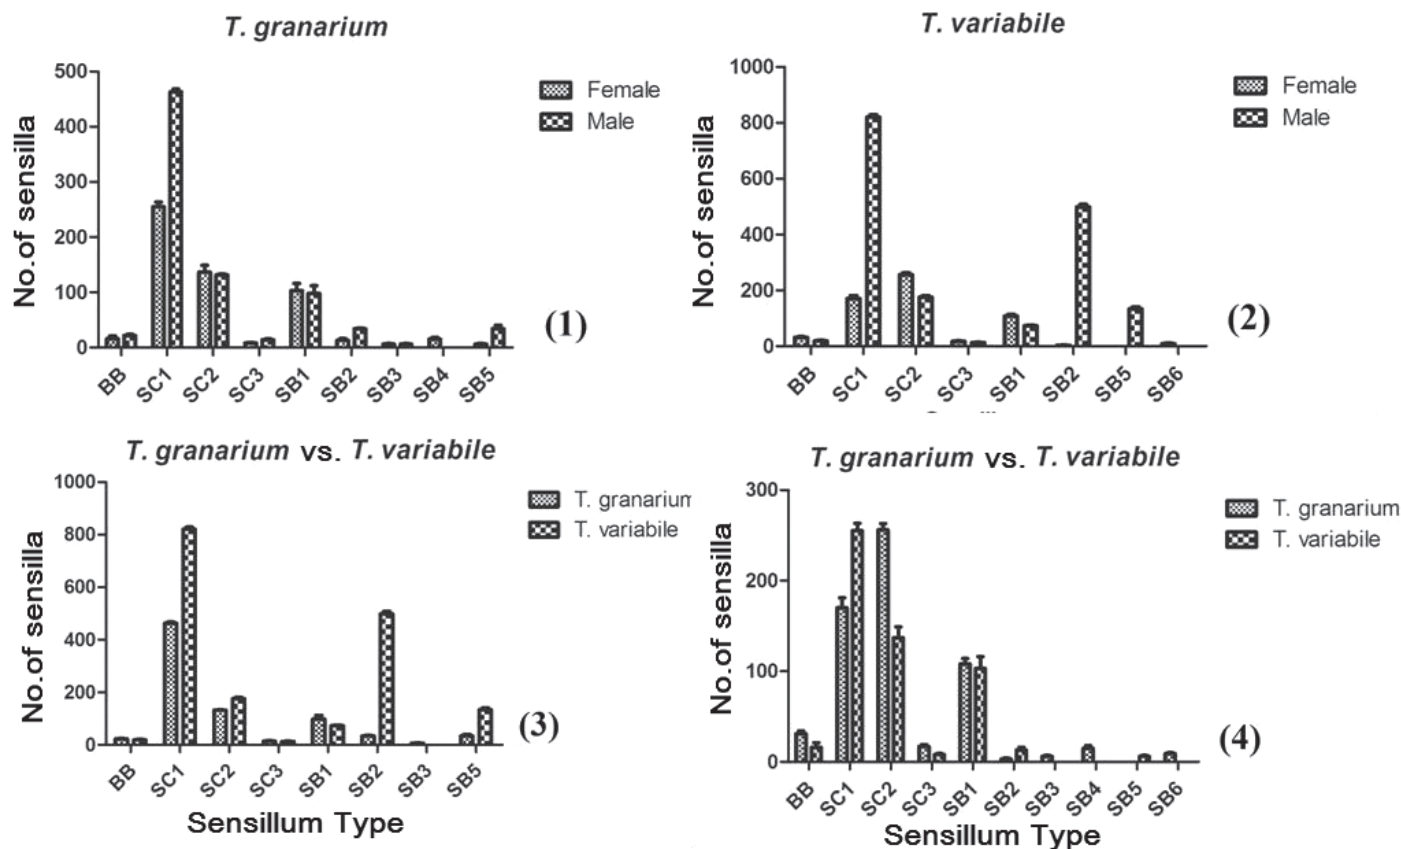 T. granarium
500
400
300
200
100
0
No.of sensilla
Female
Male
BB SC1 SC2 SC3 SB1 SB2 SB3 SB4 SB5
(1)
T. variabile
1000
800
600
400
200
0
No.of sensilla
Female
Male
BB SC1 SC2 SC3 SB1 SB2 SB5 SB6
(2)
T. granarium vs. T. variabile
1000
800
600
400
200
0
No.of sensilla
T. granariun
T. variabile
BB SC1 SC2 SC3 SB1 SB2 SB3 SB5
Sensillum Type
(3)
T. granarium vs. T. variabile
300
200
100
0
No.of sensilla
T. granarium
T. variabile
BB SC1 SC2 SC3 SB1 SB2 SB3 SB4 SB5 SB6
Sensillum Type
(4)